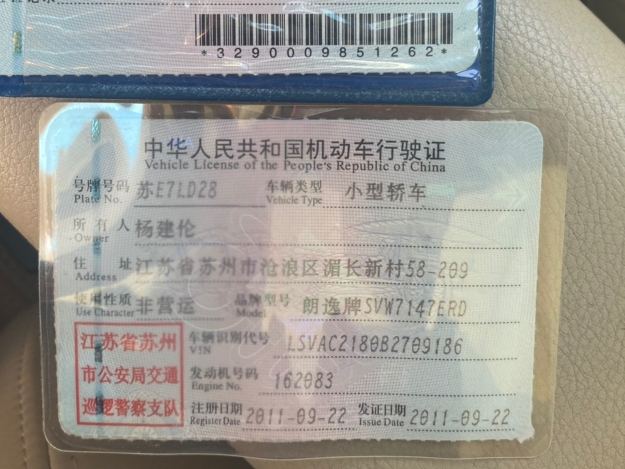 *3290009851262*
中华人民共和国机动车行驶证
Vehicle License of the People's Republic of China
号牌号码 苏E7LD28 车辆类型 小型轿车
Plate No. Vehicle Type
所有人 杨建伦
Owner
住址 江苏省苏州市沧浪区湄长新村58-209
Address
使用性质 非营运 品牌型号 朗逸牌SVW7147ERD
Use Character Model
江苏省苏州 车辆识别代号 LSVAC2180B2709186
VIN
市公安局交通 发动机号码 162083
Engine No.
巡逻警察支队 注册日期 2011-09-22 发证日期 2011-09-22
Register Date Issue Date